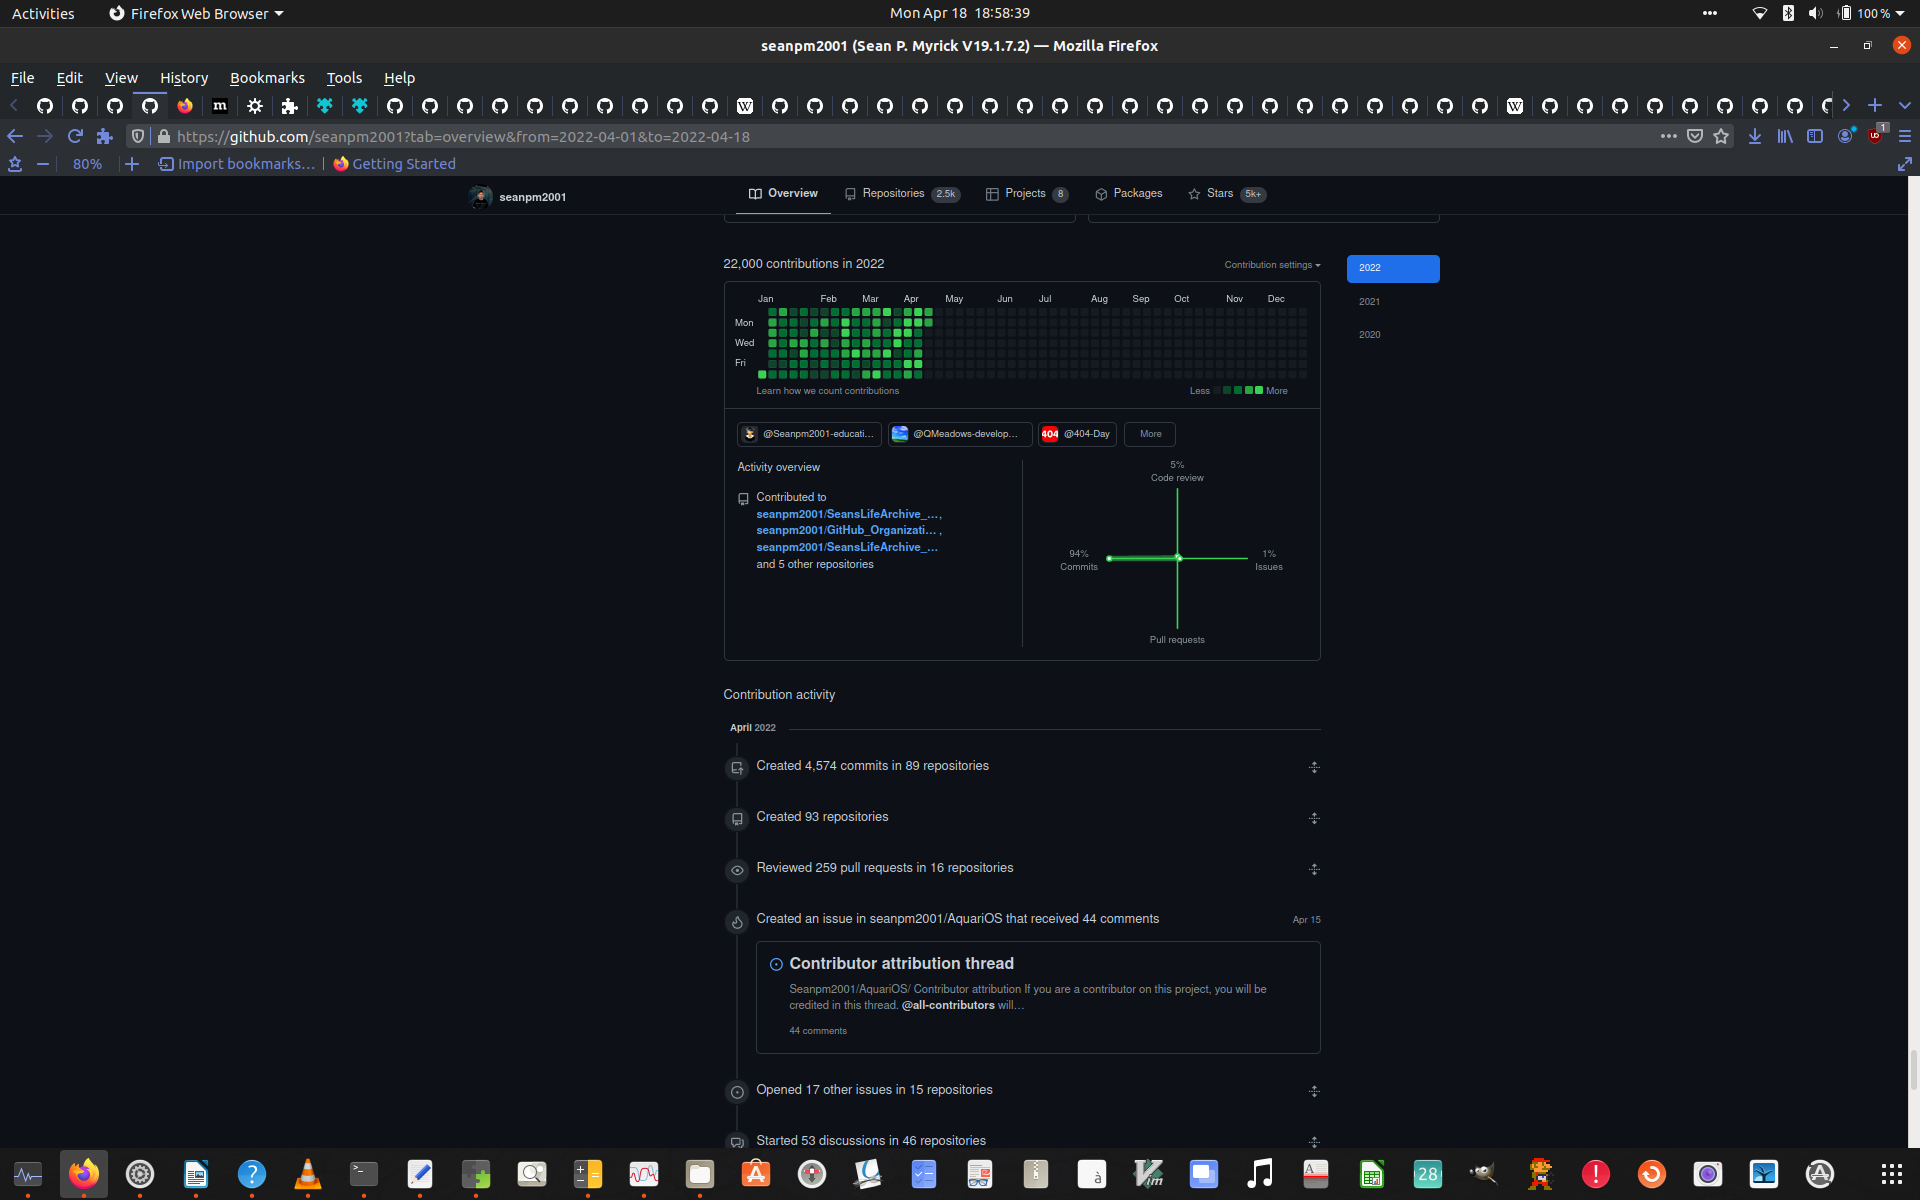 Activities
Firefox Web Browser
Mon Apr 18 18:58:39
100 %
seanpm2001 (Sean P. Myrick V19.1.7.2) — Mozilla Firefox
File Edit View History Bookmarks Tools Help
https://github.com/seanpm2001?tab=overview&from=2022-04-01&to=2022-04-18
1
80%
Import bookmarks…
Getting Started
seanpm2001
Overview
Repositories 2.5k
Projects 8
Packages
Stars 5k+
22,000 contributions in 2022
Contribution settings
2022
2021
2020
Jan Feb Mar Apr May Jun Jul Aug Sep Oct Nov Dec
Mon
Wed
Fri
Learn how we count contributions
Less More
@Seanpm2001-educati…
@QMeadows-develop…
404 @404-Day
More
Activity overview
Contributed to
seanpm2001/SeansLifeArchive_…,
seanpm2001/GitHub_Organizati… ,
seanpm2001/SeansLifeArchive_…
and 5 other repositories
5%
Code review
94%
Commits
1%
Issues
Pull requests
Contribution activity
April 2022
Created 4,574 commits in 89 repositories
Created 93 repositories
Reviewed 259 pull requests in 16 repositories
Created an issue in seanpm2001/AquariOS that received 44 comments
Apr 15
Contributor attribution thread
Seanpm2001/AquariOS/ Contributor attribution If you are a contributor on this project, you will be
credited in this thread. @all-contributors will…
44 comments
Opened 17 other issues in 15 repositories
Started 53 discussions in 46 repositories
28